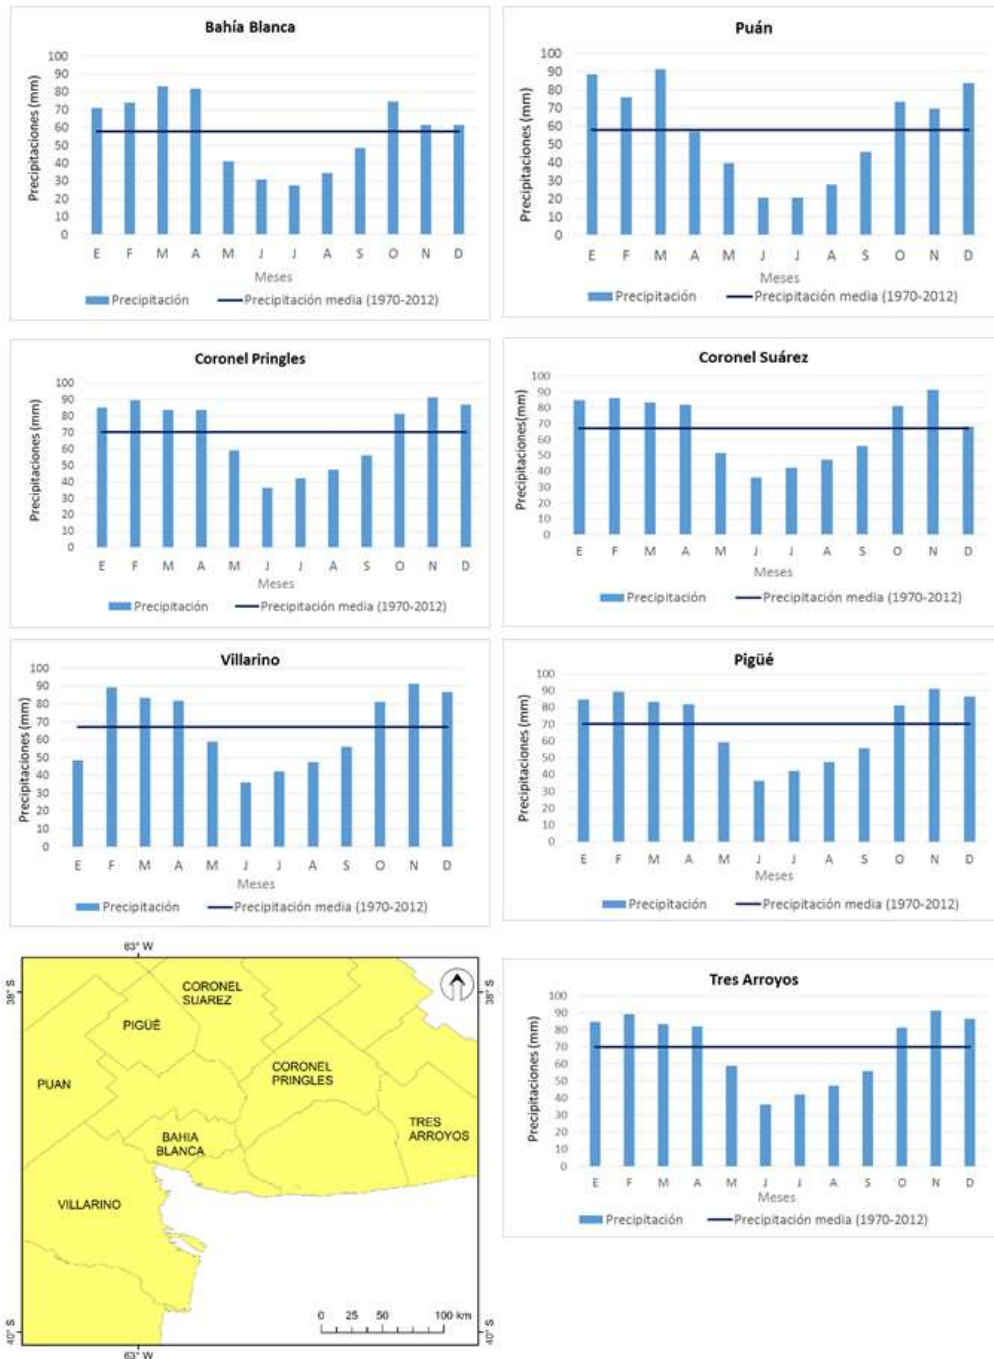 Bahía Blanca
Precipitaciones (mm)
100
90
80
70
60
50
40
30
20
10
0
E F M A M J J A S O N D
Meses
Precipitación Precipitación media (1970-2012)
Puán
Precipitaciones (mm)
100
90
80
70
60
50
40
30
20
10
0
E F M A M J J A S O N D
Meses
Precipitación Precipitación media (1970-2012)
Coronel Pringles
Precipitaciones (mm)
100
90
80
70
60
50
40
30
20
10
0
E F M A M J J A S O N D
Meses
Precipitación Precipitación media (1970-2012)
Coronel Suárez
Precipitaciones(mm)
100
90
80
70
60
50
40
30
20
10
0
E F M A M J J A S O N D
Meses
Precipitación Precipitación media (1970-2012)
Villarino
Precipitaciones (mm)
100
90
80
70
60
50
40
30
20
10
0
E F M A M J J A S O N D
Meses
Precipitación Precipitación media (1970-2012)
Pigüé
Precipitaciones (mm)
100
90
80
70
60
50
40
30
20
10
0
E F M A M J J A S O N D
Meses
Precipitación Precipitación media (1970-2012)
63° W
38° S
38° S
CORONEL
SUAREZ
PIGÜÉ
CORONEL
PRINGLES
PUAN
TRES
ARROYOS
BAHIA
BLANCA
VILLARINO
0 25 50 100 km
40° S
40° S
63° W
Tres Arroyos
Precipitaciones (mm)
100
90
80
70
60
50
40
30
20
10
0
E F M A M J J A S O N D
Meses
Precipitación Precipitación media (1970-2012)